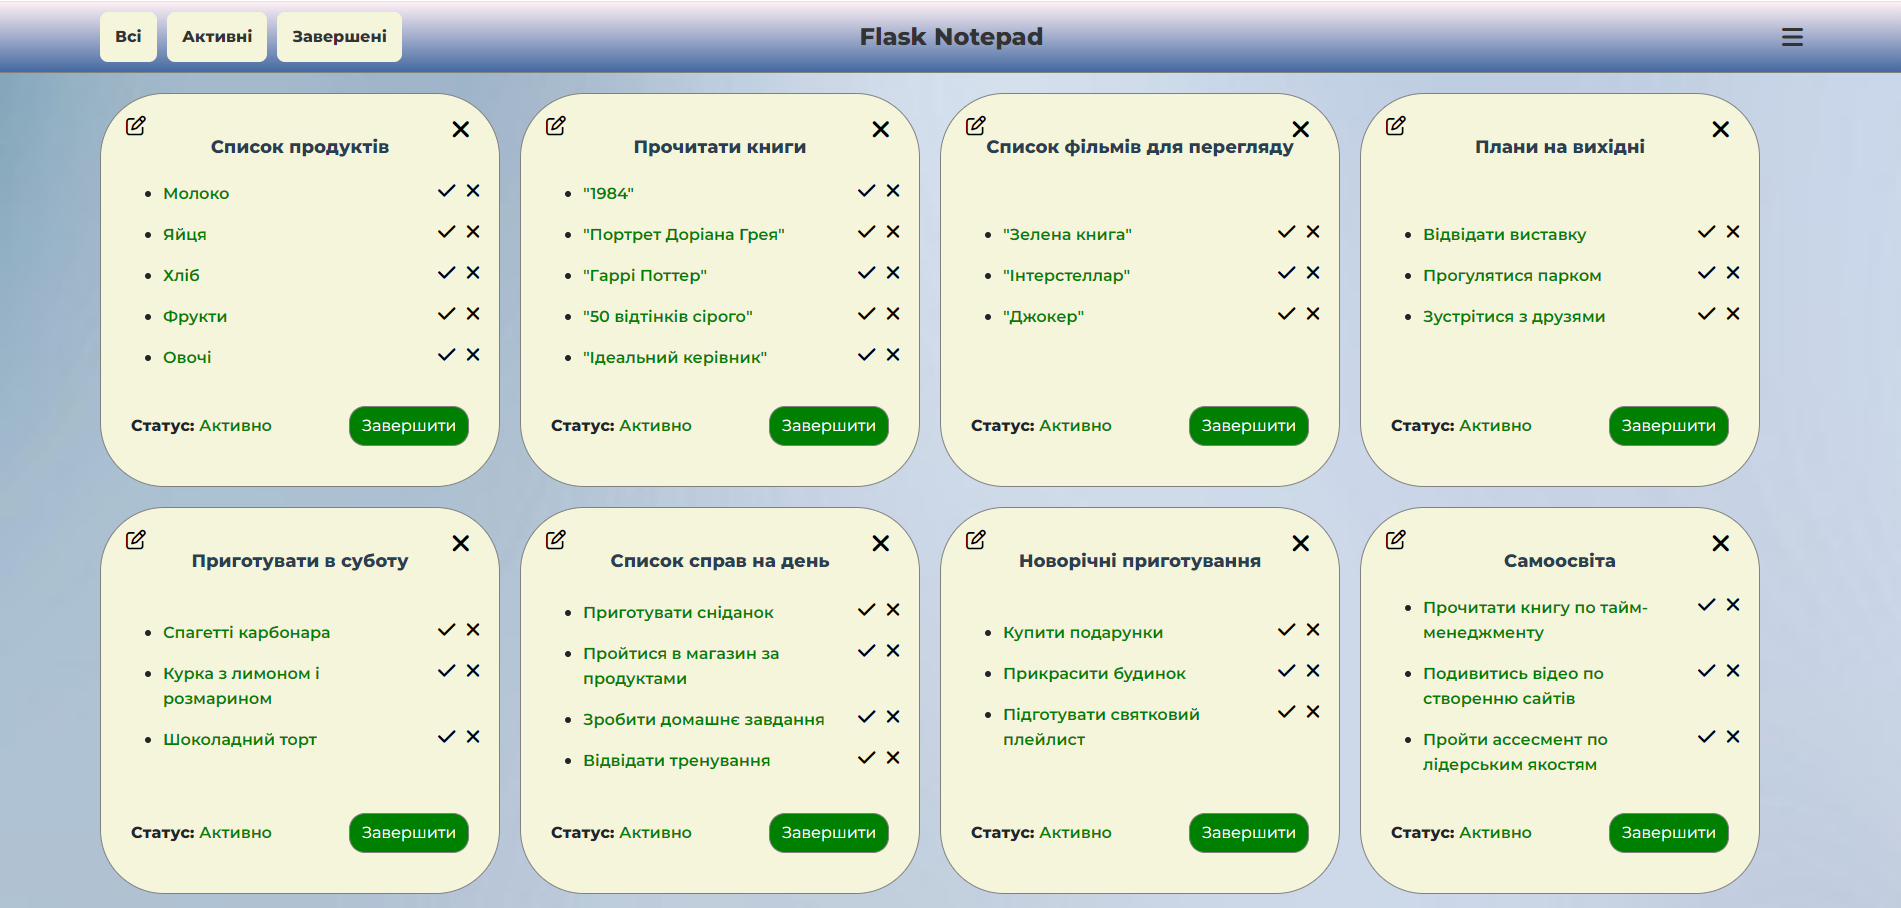 Всі
Активні
Завершені
Flask Notepad
Список продуктів
Молоко
Яйця
Хліб
Фрукти
Овочі
Статус: Активно
Завершити
Прочитати книги
"1984"
"Портрет Доріана Грея"
"Гаррі Поттер"
"50 відтінків сірого"
"Ідеальний керівник"
Статус: Активно
Завершити
Список фільмів для перегляду
"Зелена книга"
"Інтерстеллар"
"Джокер"
Статус: Активно
Завершити
Плани на вихідні
Відвідати виставку
Прогулятися парком
Зустрітися з друзями
Статус: Активно
Завершити
Приготувати в суботу
Спагетті карбонара
Курка з лимоном і
розмарином
Шоколадний торт
Статус: Активно
Завершити
Список справ на день
Приготувати сніданок
Пройтися в магазин за
продуктами
Зробити домашнє завдання
Відвідати тренування
Статус: Активно
Завершити
Новорічні приготування
Купити подарунки
Прикрасити будинок
Підготувати святковий
плейлист
Статус: Активно
Завершити
Самоосвіта
Прочитати книгу по тайм-
менеджменту
Подивитись відео по
створенню сайтів
Пройти ассесмент по
лідерським якостям
Статус: Активно
Завершити